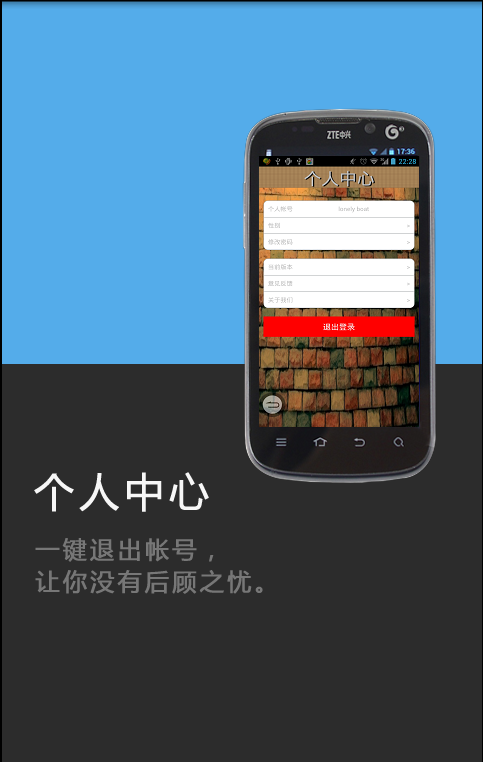 ZTE中兴
17:36
22:28
个人中心
个人帐号 lonely boat
性别 >
修改密码 >
当前版本 >
意见反馈 >
关于我们 >
退出登录
个人中心
一键退出帐号，
让你没有后顾之忧。